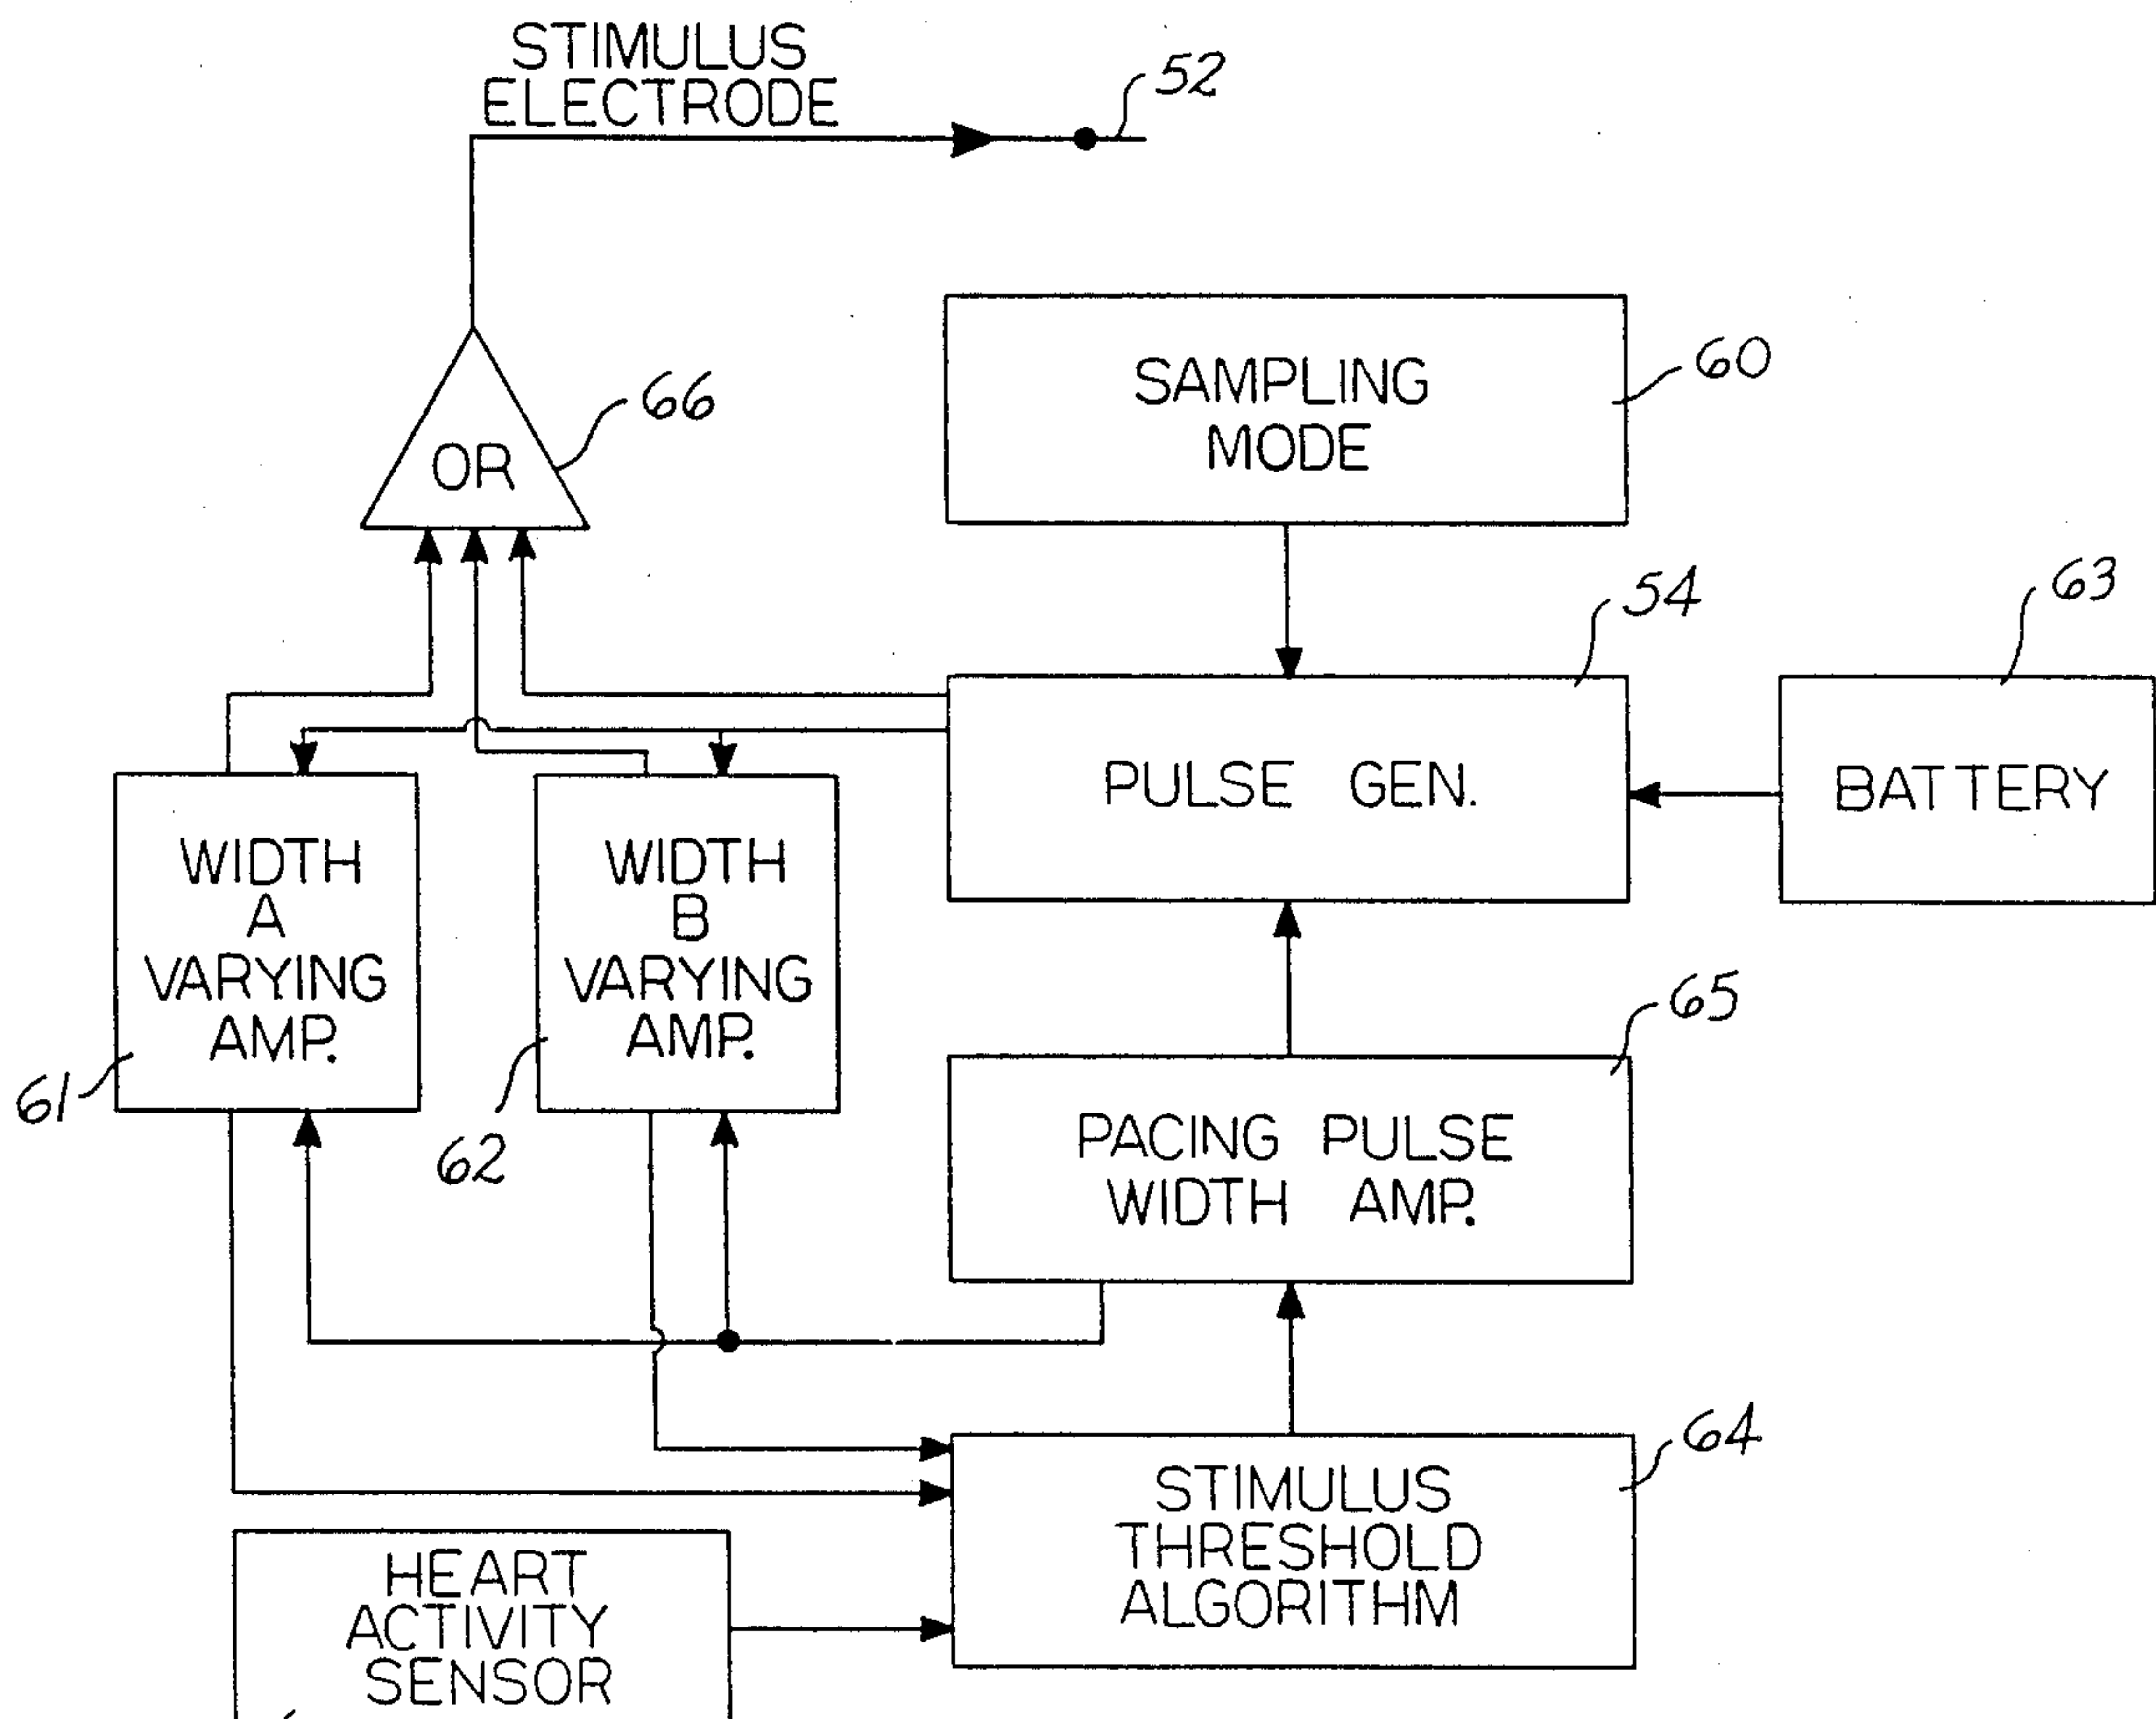 STIMULUS
ELECTRODE
52
SAMPLING
MODE
60
66
OR
54
63
PULSE GEN.
BATTERY
WIDTH
A
VARYING
AMP.
61
WIDTH
B
VARYING
AMP.
62
65
PACING PULSE
WIDTH AMP.
64
STIMULUS
THRESHOLD
ALGORITHM
HEART
ACTIVITY
SENSOR